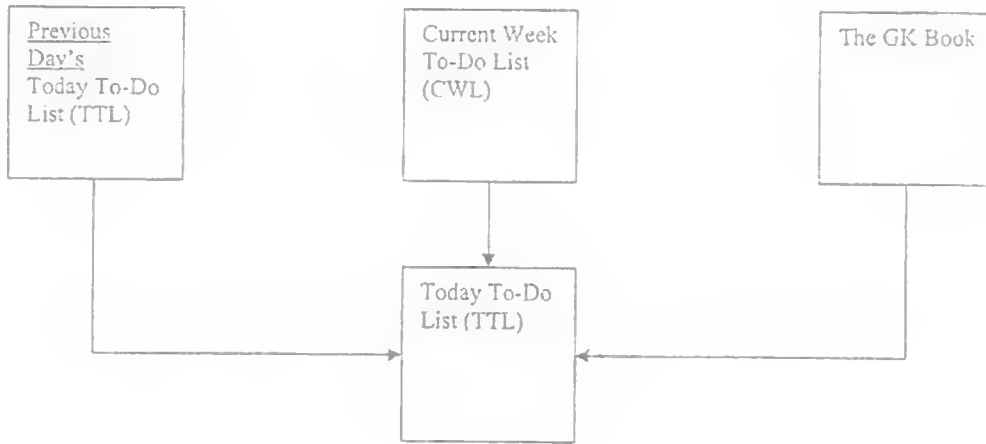 Previous
Day's
Today To-Do
List (TTL)
Current Week
To-Do List
(CWL)
The GK Book
Today To-Do
List (TTL)